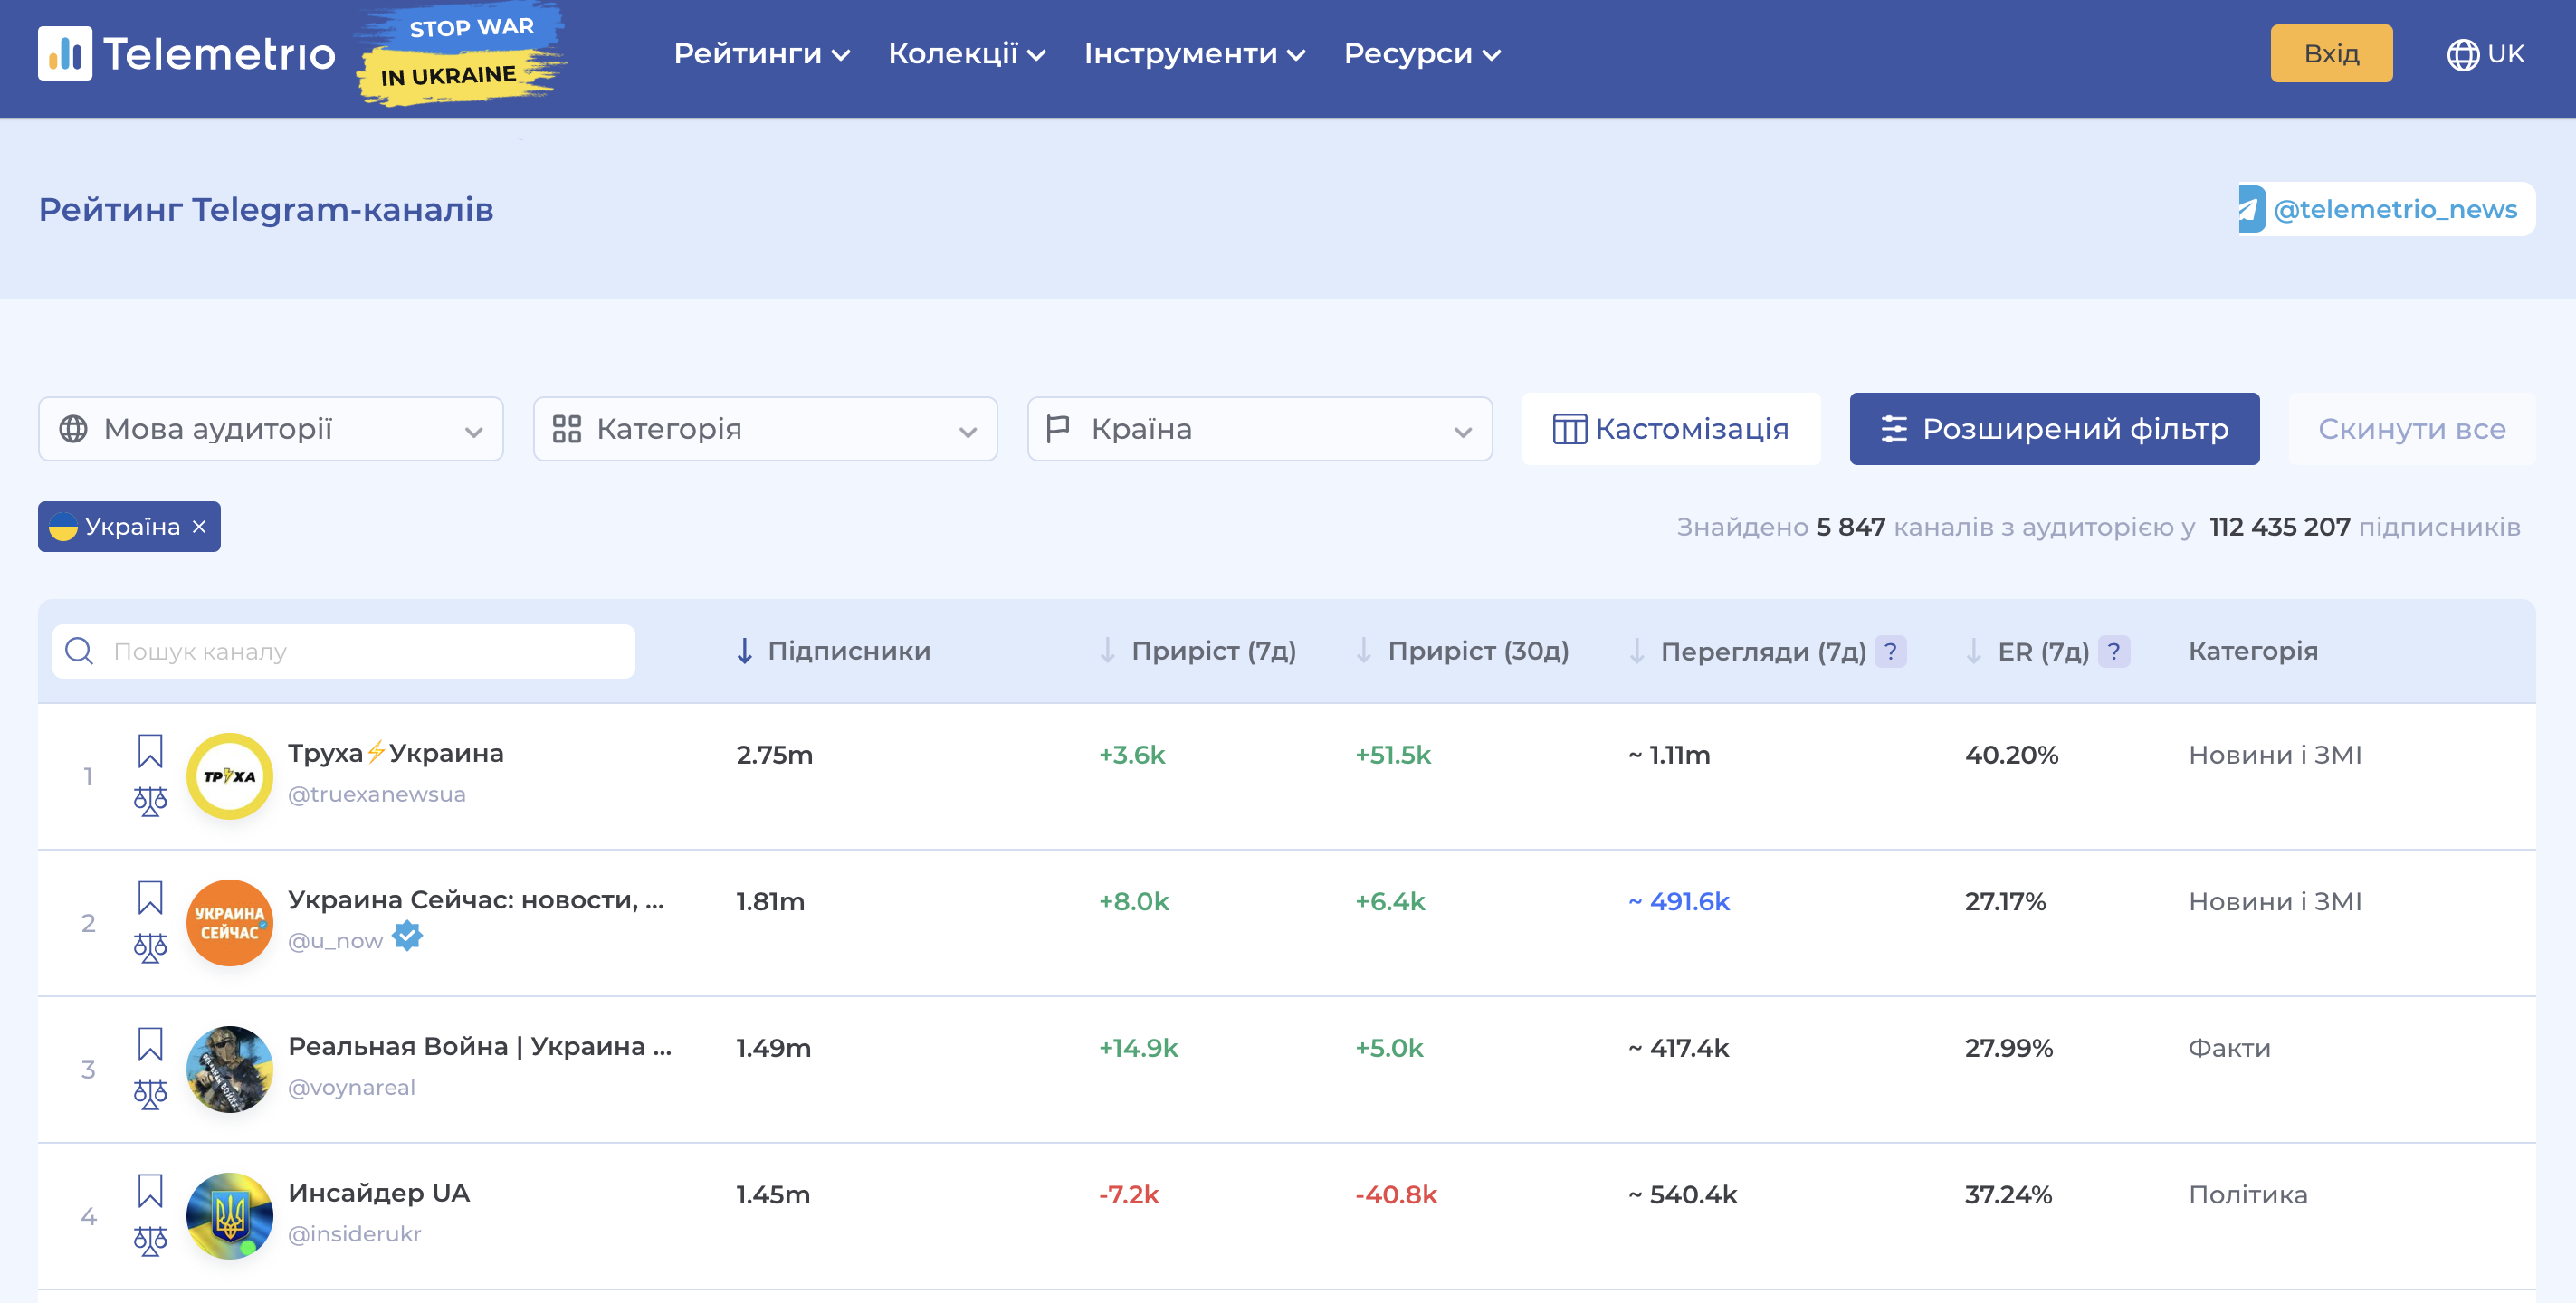 Telemetrio
STOP WAR
IN UKRAINE
Рейтинги
Колекції
Інструменти
Ресурси
Вхід
UK
Рейтинг Telegram-каналів
@telemetrio_news
Мова аудиторії
Категорія
Країна
Кастомізація
Розширений фільтр
Скинути все
Україна ×
Знайдено 5 847 каналів з аудиторією у 112 435 207 підписників
Пошук каналу
Підписники
Приріст (7д)
Приріст (30д)
Перегляди (7д) ?
ER (7д) ?
Категорія
1
ТРУХА
Труха⚡Украина
@truexanewsua
2.75m
+3.6k
+51.5k
~ 1.11m
40.20%
Новини і ЗМІ
2
УКРАИНА
СЕЙЧАС
Украина Сейчас: новости, ...
@u_now
1.81m
+8.0k
+6.4k
~ 491.6k
27.17%
Новини і ЗМІ
3
Реальная Война | Украина ...
@voynareal
1.49m
+14.9k
+5.0k
~ 417.4k
27.99%
Факти
4
Инсайдер UA
@insiderukr
1.45m
-7.2k
-40.8k
~ 540.4k
37.24%
Політика